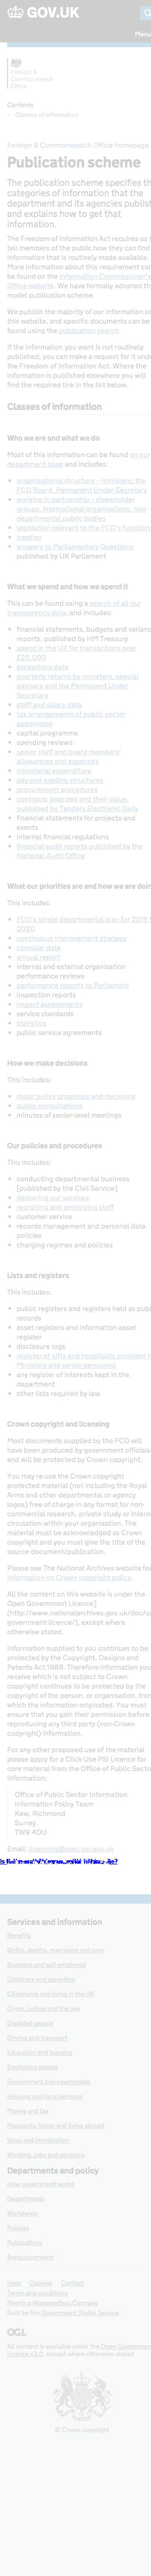 GOV.UK
Menu
Foreign &
Commonwealth
Office
Contents
Classes of information
Foreign & Commonwealth Office homepage
Publication scheme
The publication scheme specifies the
categories of information that the
departments and its agencies publish
and explains how to get that
information.
The Freedom of Information Act requires every
department to have a publication scheme
that is routinely made available.
More information about this requirement can
be found on the Information Commissioner's
Office website. We have formally adopted this
model publication scheme.
We publish the majority of our information on
this website, and specific documents can be
found using the publication search.
If the information you want is not routinely
published, you can make a request for it under
the Freedom of Information Act. Where the
information is published elsewhere you will
find the required link in the list below.
Classes of information
Who we are and what we do
Most of this information can be found on our
department page and includes:
organisational structure – ministers, the
FCO Board, Permanent Under Secretary
working in partnership - stakeholder
groups, international organisations, non-
departmental public bodies
legislation relevant to the FCO's functions
treaties
answers to Parliamentary Questions
published by UK Parliament
What we spend and how we spend it
This can be found using a search of all our
transparency data, and includes:
financial statements, budgets and variance
reports, published by HM Treasury
spend in the UK for transactions over
£25,000
exceptions data
quarterly returns by ministers, special
advisers and the Permanent Under
Secretary
staff and salary data
tax arrangements of public sector
appointees
capital programme
spending reviews
senior staff and board members'
allowances and expenses
ministerial expenditure
pay and grading structures
procurement procedures
contracts awarded and their value,
published by Tenders Electronic Daily
financial statements for projects and
events
internal financial regulations
financial audit reports published by the
National Audit Office
What our priorities are and how we are doing
This includes:
FCO's single departmental plan for 2015 to
2020
continuous improvement strategy
consular data
annual report
internal and external organisation
performance reviews
performance reports to Parliament
inspection reports
impact assessments
service standards
statistics
public service agreements
How we make decisions
This includes:
major policy proposals and decisions
public consultations
minutes of senior-level meetings
Our policies and procedures
This includes:
conducting departmental business
[published by the Civil Service]
delivering our services
recruiting and employing staff
customer service
records management and personal data
policies
charging regimes and policies
Lists and registers
This includes:
public registers and registers held as public
records
asset registers and information asset
register
disclosure logs
register of gifts and hospitality provided to
Ministers and senior personnel
any register of interests kept in the
department
other lists required by law
Crown copyright and licensing
Most documents supplied by the FCO will
have been produced by government officials
and will be protected by Crown copyright.
You may re-use the Crown copyright
protected information (not including the Royal
Arms and other departmental or agency
logos) free of charge in any format for non-
commercial research, private study or internal
circulation within your organisation. The
material must be acknowledged as Crown
copyright and you must give the title of the
source document/publication.
Please see The National Archives website for
information on Crown copyright policy.
All the content on this website is under the
[Open Government Licence]
(http://www.nationalarchives.gov.uk/doc/open-
government-licence/), except where
otherwise stated.
Information supplied to you continues to be
protected by the Copyright, Designs and
Patents Act 1988. Therefore information you
receive which is not subject to Crown
copyright continues to be protected by the
copyright of the person, or organisation, from
which the information originated. You must
ensure that you gain their permission before
reproducing any third party (non-Crown
copyright) information.
For any other proposed use of the material
please apply for a Click-Use PSI Licence for
material from the Office of Public Sector
Information:
Office of Public Sector Information
Information Policy Team
Kew, Richmond
Surrey,
TW9 4DU
Email: licensing@opsi.gsi.gov.uk
Services and information
Benefits
Births, deaths, marriages and care
Business and self-employed
Childcare and parenting
Citizenship and living in the UK
Crime, justice and the law
Disabled people
Driving and transport
Education and learning
Employing people
Environment and countryside
Housing and local services
Money and tax
Passports, travel and living abroad
Visas and immigration
Working, jobs and pensions
Departments and policy
How government works
Departments
Worldwide
Policies
Publications
Announcements
Help Cookies Contact
Terms and conditions
Rhestr o Wasanaethau Cymraeg
Built by the Government Digital Service
OGL
All content is available under the Open Government
Licence v3.0, except where otherwise stated
© Crown copyright